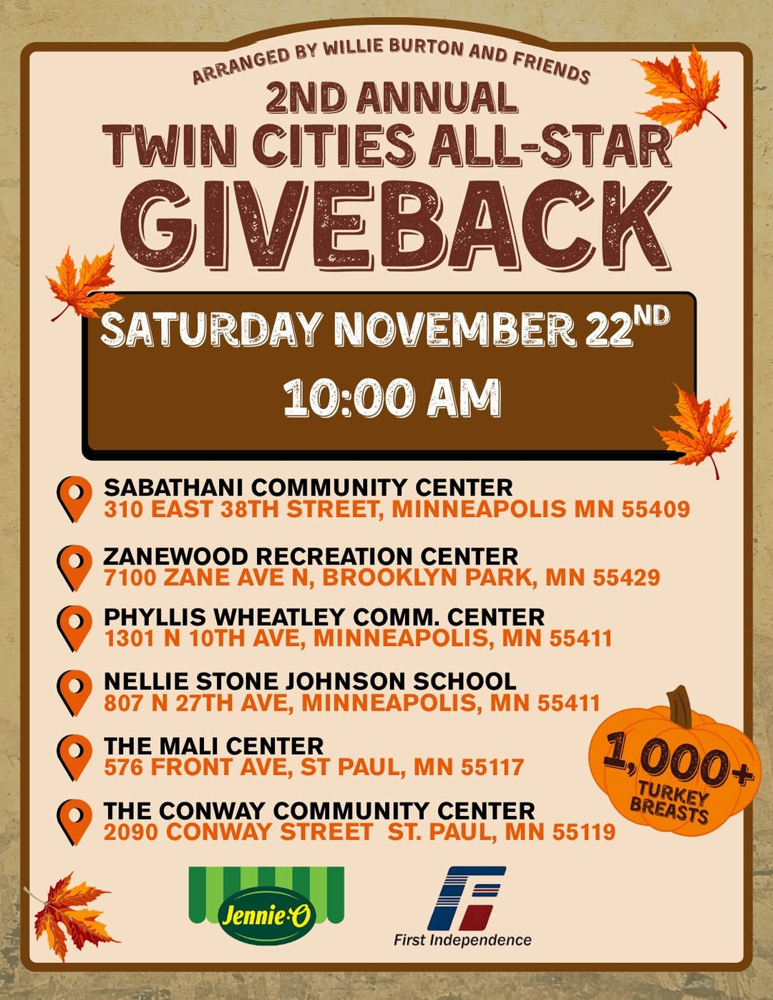 ARRANGED BY WILLIE BURTON AND FRIENDS
2ND ANNUAL
TWIN CITIES ALL-STAR
GIVEBACK
SATURDAY NOVEMBER 22ND
10:00 AM
SABATHANI COMMUNITY CENTER
310 EAST 38TH STREET, MINNEAPOLIS MN 55409
ZANEWOOD RECREATION CENTER
7100 ZANE AVE N, BROOKLYN PARK, MN 55429
PHYLLIS WHEATLEY COMM. CENTER
1301 N 10TH AVE, MINNEAPOLIS, MN 55411
NELLIE STONE JOHNSON SCHOOL
807 N 27TH AVE, MINNEAPOLIS, MN 55411
THE MALI CENTER
576 FRONT AVE, ST PAUL, MN 55117
THE CONWAY COMMUNITY CENTER
2090 CONWAY STREET ST. PAUL, MN 55119
1,000+
TURKEY
BREASTS
Jennie-O
First Independence